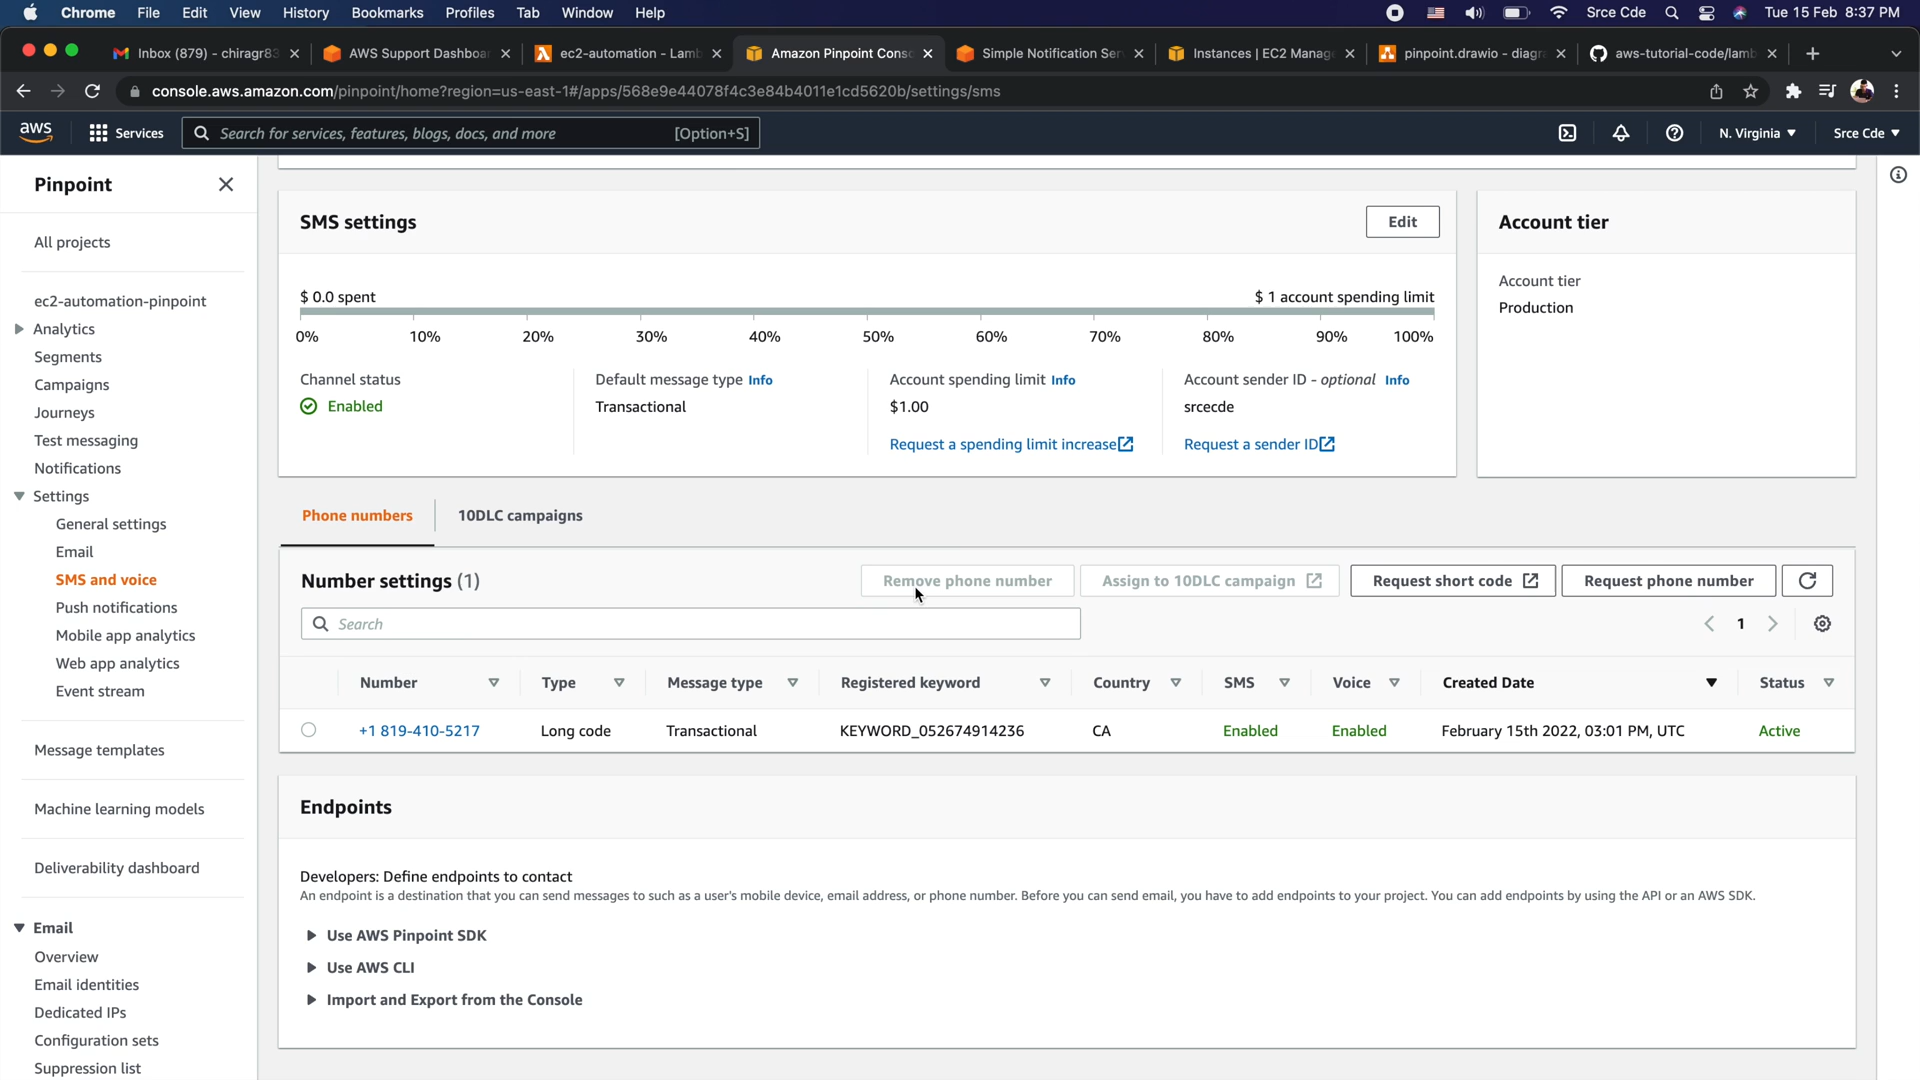 Chrome File Edit View History Bookmarks Profiles Tab Window Help Srce Cde Tue 15 Feb 8:37 PM
Inbox (879) - chiragr83 AWS Support Dashboa ec2-automation - Lamb Amazon Pinpoint Conso Simple Notification Ser Instances | EC2 Manage pinpoint.drawio - diagra aws-tutorial-code/lamb
console.aws.amazon.com/pinpoint/home?region=us-east-1#/apps/568e9e44078f4c3e84b4011e1cd5620b/settings/sms
aws Services Search for services, features, blogs, docs, and more [Option+S] N. Virginia Srce Cde
Pinpoint
All projects
ec2-automation-pinpoint
Analytics
Segments
Campaigns
Journeys
Test messaging
Notifications
Settings
General settings
Email
SMS and voice
Push notifications
Mobile app analytics
Web app analytics
Event stream
Message templates
Machine learning models
Deliverability dashboard
Email
Overview
Email identities
Dedicated IPs
Configuration sets
Suppression list
SMS settings Edit
$ 0.0 spent $ 1 account spending limit
0% 10% 20% 30% 40% 50% 60% 70% 80% 90% 100%
Channel status Default message type Info Account spending limit Info Account sender ID - optional Info
Enabled Transactional $1.00 srcecde
Request a spending limit increase Request a sender ID
Account tier
Account tier
Production
Phone numbers 10DLC campaigns
Number settings (1) Remove phone number Assign to 10DLC campaign Request short code Request phone number
Search 1
Number Type Message type Registered keyword Country SMS Voice Created Date Status
+1 819-410-5217 Long code Transactional KEYWORD_052674914236 CA Enabled Enabled February 15th 2022, 03:01 PM, UTC Active
Endpoints
Developers: Define endpoints to contact
An endpoint is a destination that you can send messages to such as a user's mobile device, email address, or phone number. Before you can send email, you have to add endpoints to your project. You can add endpoints by using the API or an AWS SDK.
Use AWS Pinpoint SDK
Use AWS CLI
Import and Export from the Console